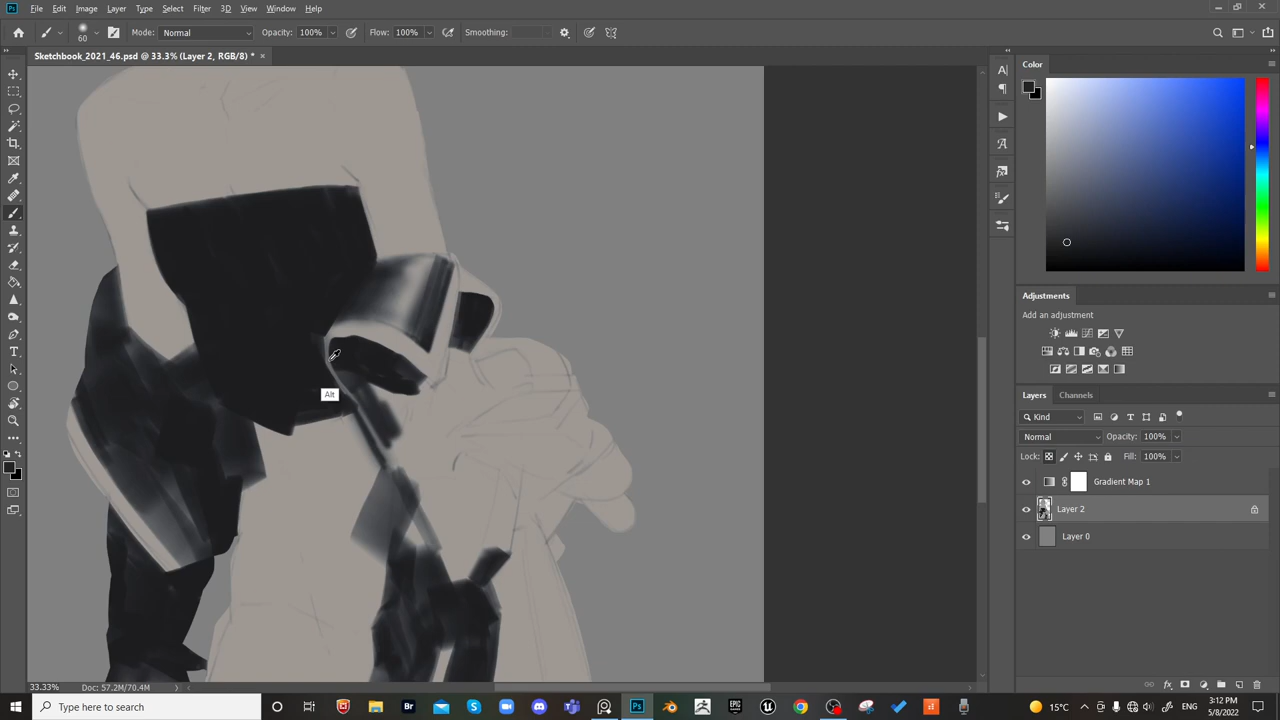 File Edit Image Layer Type Select Filter 3D View Window Help
60 Mode: Normal Opacity: 100% Flow: 100% Smoothing:
Sketchbook_2021_46.psd @ 33.3% (Layer 2, RGB/8) *
Color
Alt
Adjustments
Add an adjustment
Layers Channels
Kind
Normal Opacity: 100%
Lock: Fill: 100%
Gradient Map 1
Layer 2
Layer 0
33.33% Doc: 57.2M/70.4M
Type here to search
15°C
3:12 PM
5/8/2022